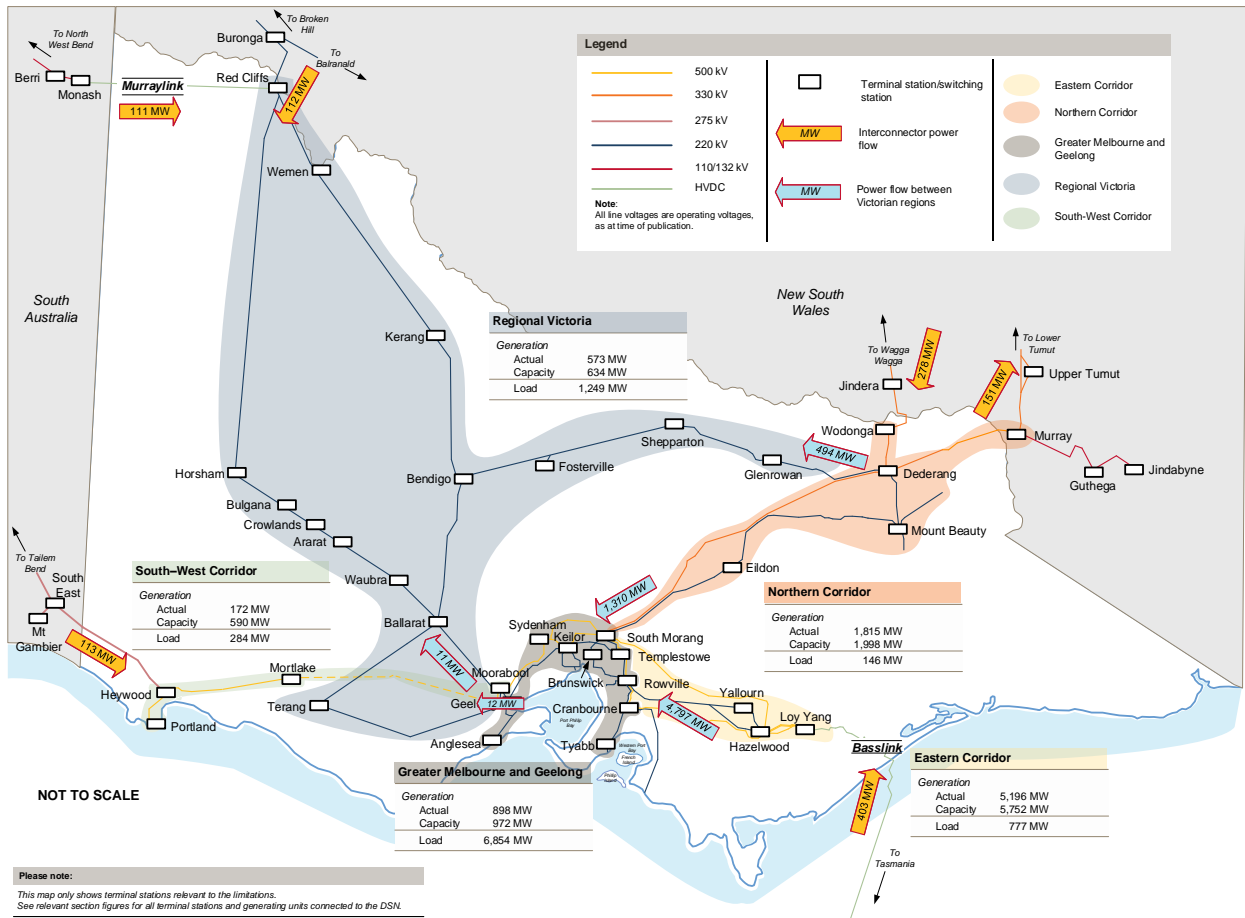 To North
West Bend
To Broken
Hill
Buronga
To
Balranald
Berri
Monash
Murraylink
111 MW
Red Cliffs
112 MW
Wemen
Legend
500 kV
330 kV
275 kV
220 kV
110/132 kV
HVDC
Note:
All line voltages are operating voltages,
as at time of publication.
Terminal station/switching
station
MW
Interconnector power
flow
MW
Power flow between
Victorian regions
Eastern Corridor
Northern Corridor
Greater Melbourne and
Geelong
Regional Victoria
South-West Corridor
South
Australia
New South
Wales
Kerang
Regional Victoria
Generation
Actual 573 MW
Capacity 634 MW
Load 1,249 MW
To Wagga
Wagga
278 MW
To Lower
Tumut
151 MW
Upper Tumut
Jindera
Wodonga
Murray
Shepparton
494 MW
Glenrowan
Dederang
Jindabyne
Guthega
Fosterville
Horsham
Bendigo
Bulgana
Crowlands
Ararat
Mount Beauty
Waubra
Eildon
To Tailem
Bend
South
East
Mt
Gambier
113 MW
South–West Corridor
Generation
Actual 172 MW
Capacity 590 MW
Load 284 MW
Ballarat
1,310 MW
Northern Corridor
Generation
Actual 1,815 MW
Capacity 1,998 MW
Load 146 MW
Sydenham
Keilor
South Morang
Templestowe
11 MW
Mortlake
Moorabool
Brunswick
Rowville
Heywood
Geel
12 MW
Cranbourne
Yallourn
Terang
Portland
Port Phillip
Bay
4,797 MW
Loy Yang
Hazelwood
Anglesea
Tyabb
Western Port
Bay
French
Island
Phillip
Island
Basslink
403 MW
Eastern Corridor
Generation
Actual 5,196 MW
Capacity 5,752 MW
Load 777 MW
Greater Melbourne and Geelong
Generation
Actual 898 MW
Capacity 972 MW
Load 6,854 MW
NOT TO SCALE
To
Tasmania
Please note:
This map only shows terminal stations relevant to the limitations.
See relevant section figures for all terminal stations and generating units connected to the DSN.